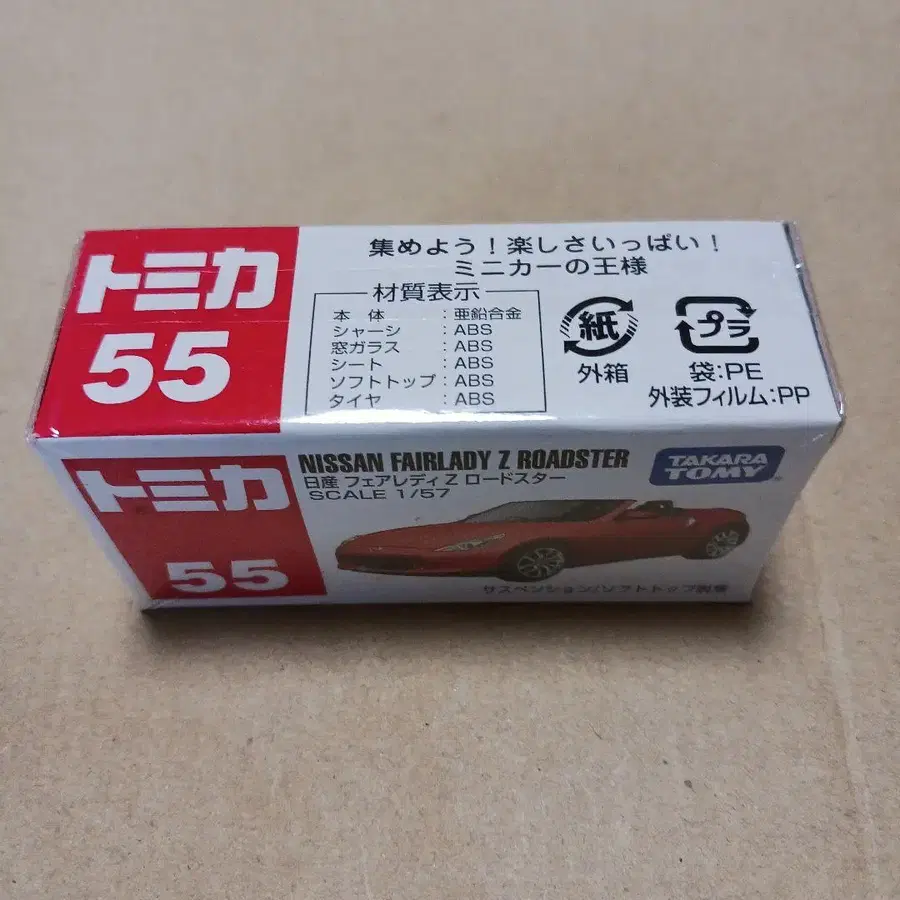 トミカ
55
集めよう!楽しさいっぱい!
ミニカーの王様
材質表示
本体:亜鉛合金
シャーシ:ABS
窓ガラス:ABS
シート:ABS
ソフトトップ:ABS
タイヤ:ABS
紙
外箱
プラ
袋:PE
外装フィルム:PP
トミカ
55
NISSAN FAIRLADY Z ROADSTER
日産 フェアレディZ ロードスター
SCALE 1/57
TAKARA
TOMY
サスペンション/ソフトトップ別着